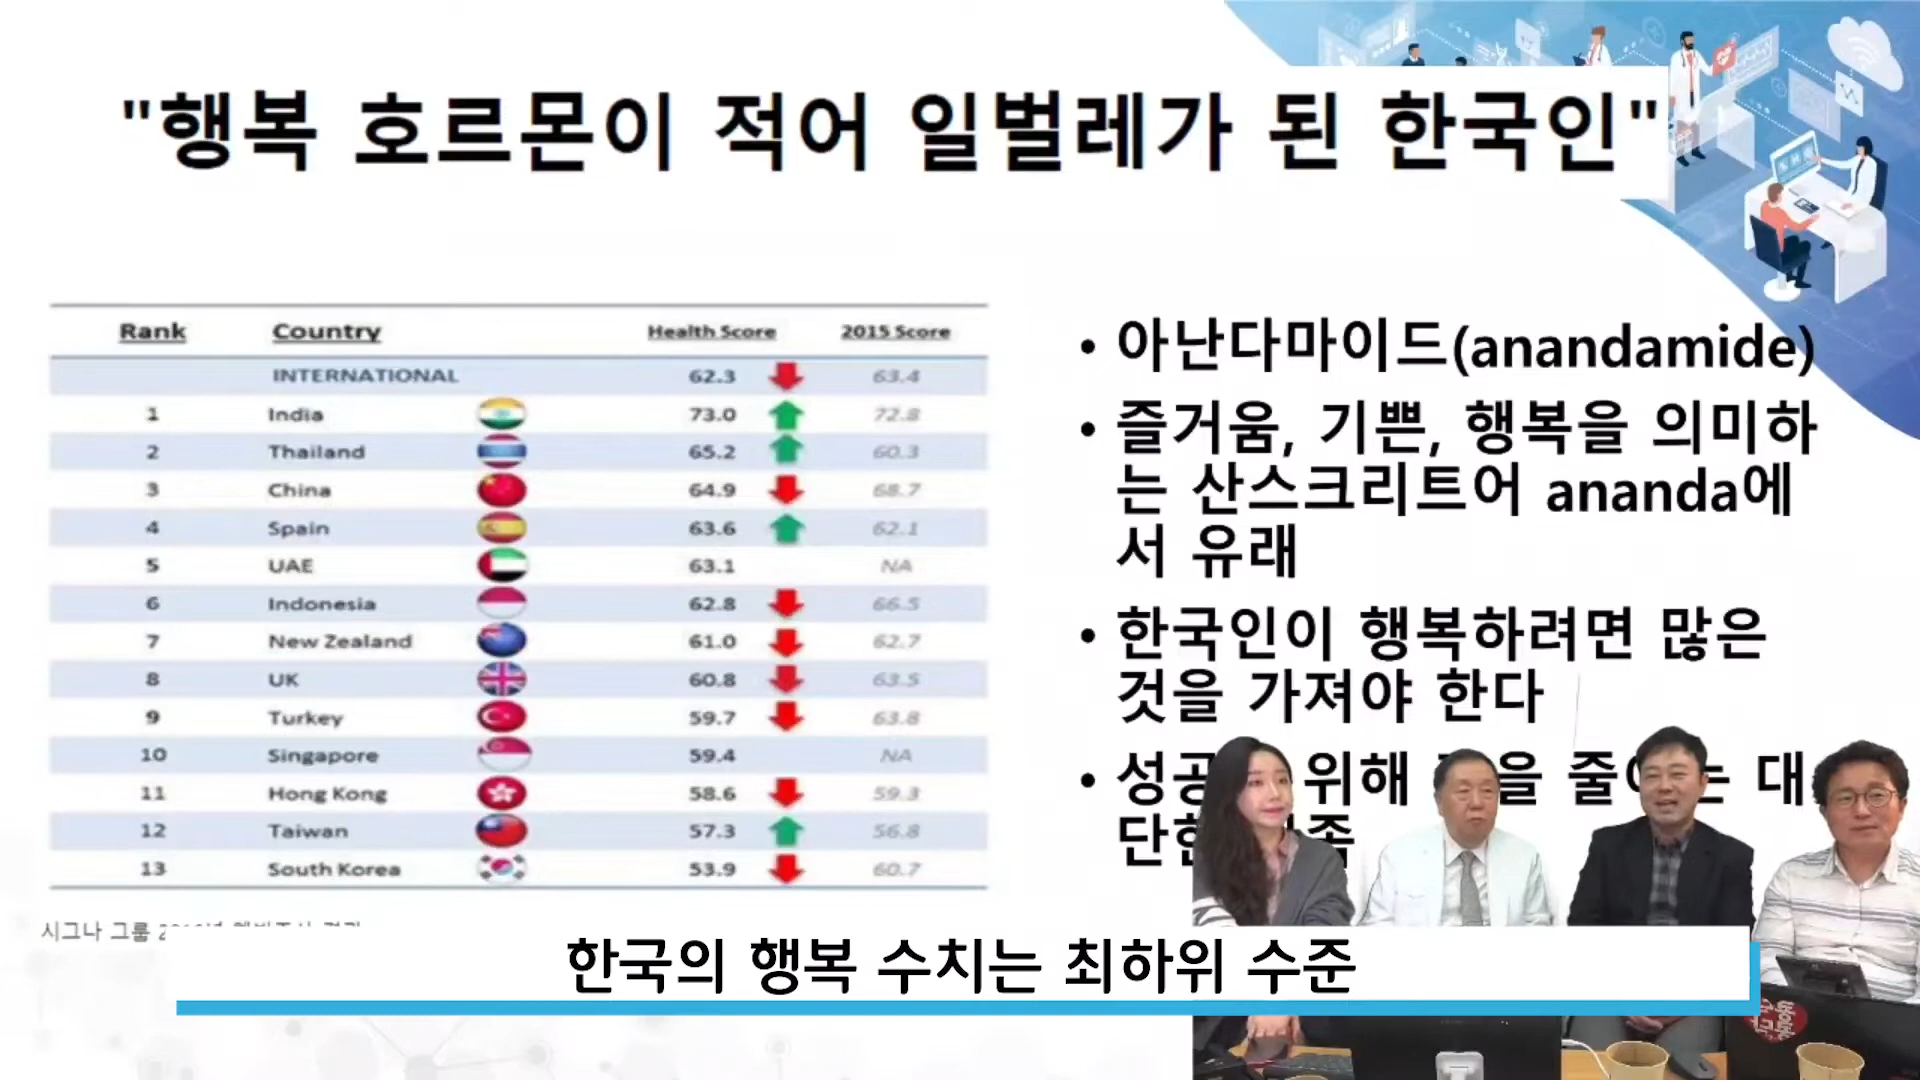 "행복 호르몬이 적어 일벌레가 된 한국인"
Rank Country Health Score 2015 Score
INTERNATIONAL 62.3 63.4
1 India 73.0 72.8
2 Thailand 65.2 60.3
3 China 64.9 68.7
4 Spain 63.6 62.1
5 UAE 63.1 NA
6 Indonesia 62.8 66.5
7 New Zealand 61.0 62.7
8 UK 60.8 63.5
9 Turkey 59.7 63.8
10 Singapore 59.4 NA
11 Hong Kong 58.6 59.3
12 Taiwan 57.3 56.8
13 South Korea 53.9 60.7
시그나 그룹
• 아난다마이드(anandamide)
• 즐거움, 기쁜, 행복을 의미하
는 산스크리트어 ananda에
서 유래
• 한국인이 행복하려면 많은
것을 가져야 한다
• 위해
한국의 행복 수치는 최하위 수준